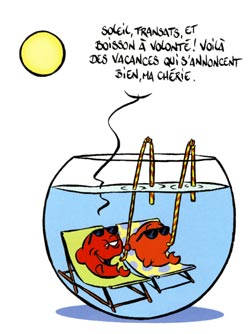 SOLEIL, TRANSATS, ET
BOISSON À VOLONTÉ! VOILÀ
DES VACANCES QUI S'ANNONCENT
BIEN, MA CHÉRIE.